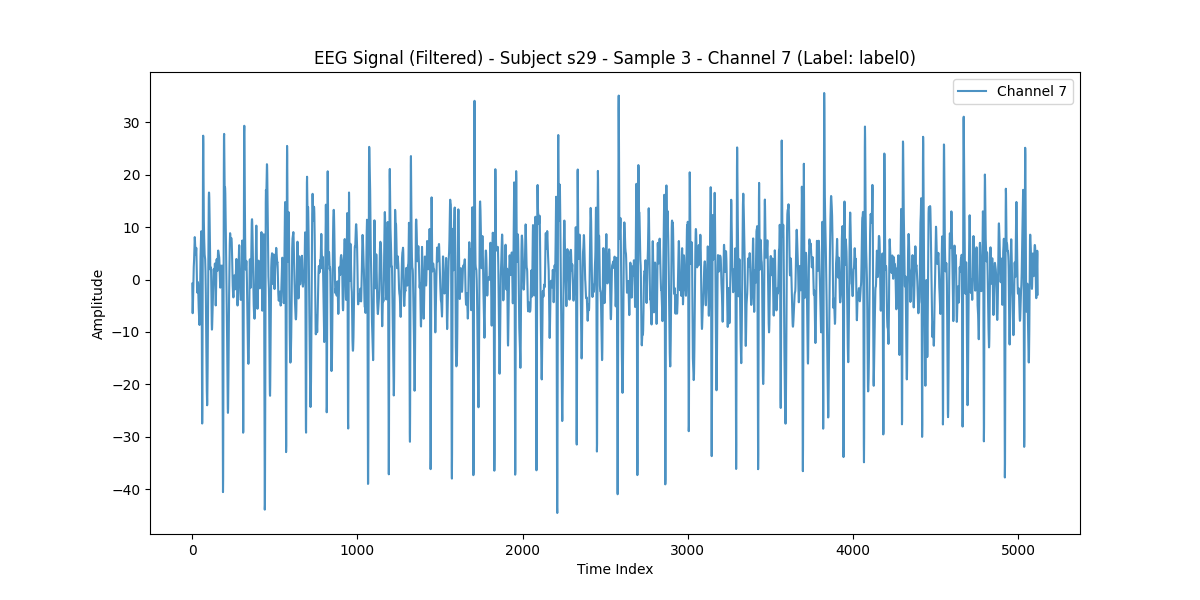 EEG Signal (Filtered) - Subject s29 - Sample 3 - Channel 7 (Label: label0)
Channel 7
30
20
10
0
−10
−20
−30
−40
Amplitude
0 1000 2000 3000 4000 5000
Time Index